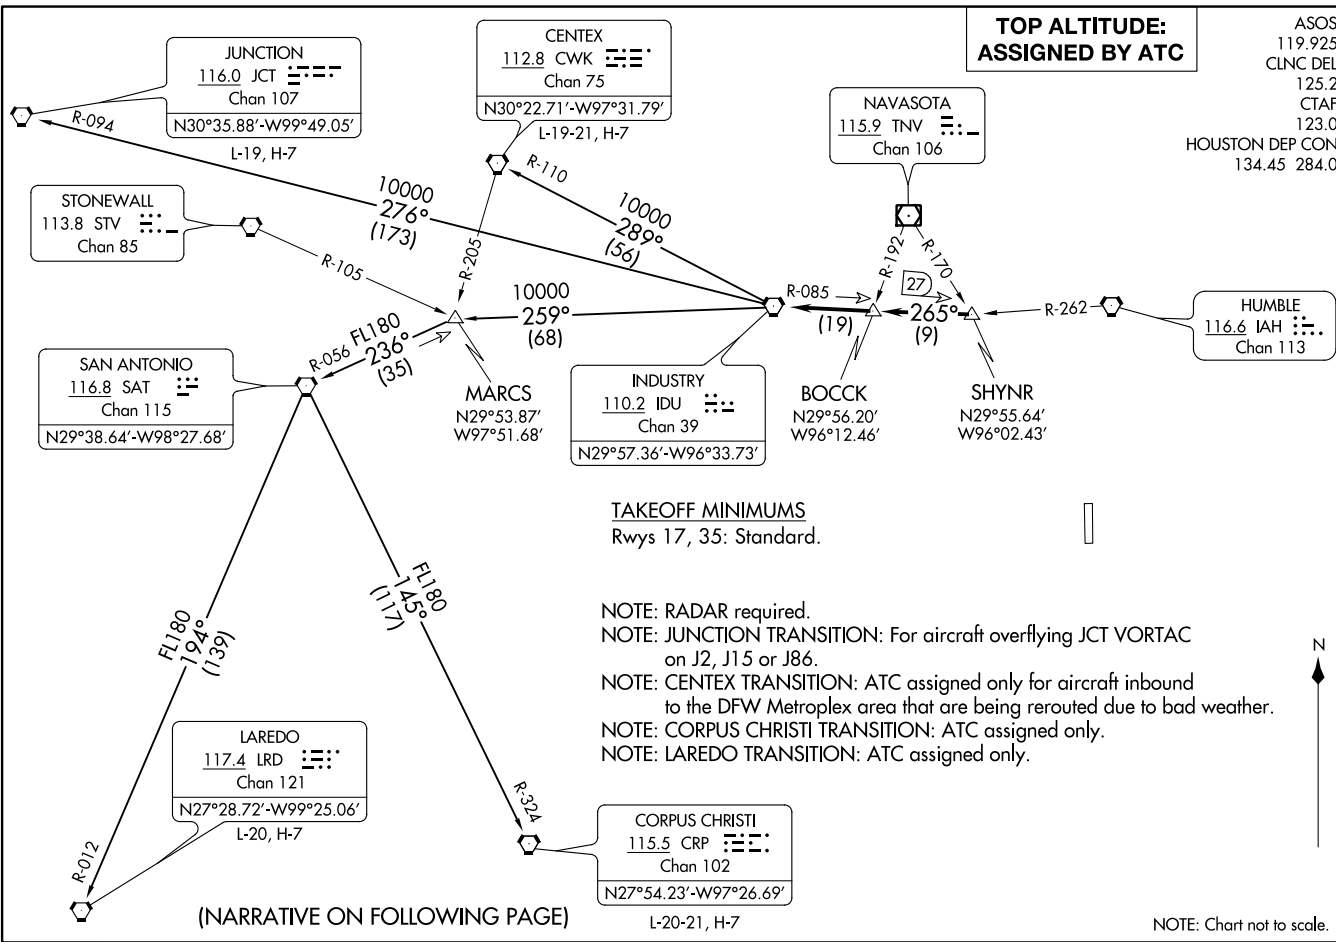 TOP ALTITUDE:
ASSIGNED BY ATC
ASOS
119.925
CLNC DEL
125.2
CTAF
123.0
HOUSTON DEP CON
134.45 284.0
JUNCTION
116.0 JCT
Chan 107
N30°35.88'-W99°49.05'
L-19, H-7
CENTEX
112.8 CWK
Chan 75
N30°22.71'-W97°31.79'
L-19-21, H-7
NAVASOTA
115.9 TNV
Chan 106
STONEWALL
113.8 STV
Chan 85
R-094
R-110
10000
276°
(173)
10000
289°
(56)
R-205
R-105
R-192
R-170
27
R-085
(19)
265°
(9)
R-262
HUMBLE
116.6 IAH
Chan 113
10000
259°
(68)
FL180
236°
(35)
R-056
SAN ANTONIO
116.8 SAT
Chan 115
N29°38.64'-W98°27.68'
MARCS
N29°53.87'
W97°51.68'
INDUSTRY
110.2 IDU
Chan 39
N29°57.36'-W96°33.73'
BOCCK
N29°56.20'
W96°12.46'
SHYNR
N29°55.64'
W96°02.43'
TAKEOFF MINIMUMS
Rwys 17, 35: Standard.
NOTE: RADAR required.
NOTE: JUNCTION TRANSITION: For aircraft overflying JCT VORTAC
on J2, J15 or J86.
NOTE: CENTEX TRANSITION: ATC assigned only for aircraft inbound
to the DFW Metroplex area that are being rerouted due to bad weather.
NOTE: CORPUS CHRISTI TRANSITION: ATC assigned only.
NOTE: LAREDO TRANSITION: ATC assigned only.
FL180
194°
(139)
FL180
145°
(117)
LAREDO
117.4 LRD
Chan 121
N27°28.72'-W99°25.06'
L-20, H-7
R-012
R-324
CORPUS CHRISTI
115.5 CRP
Chan 102
N27°54.23'-W97°26.69'
L-20-21, H-7
N
(NARRATIVE ON FOLLOWING PAGE)
NOTE: Chart not to scale.